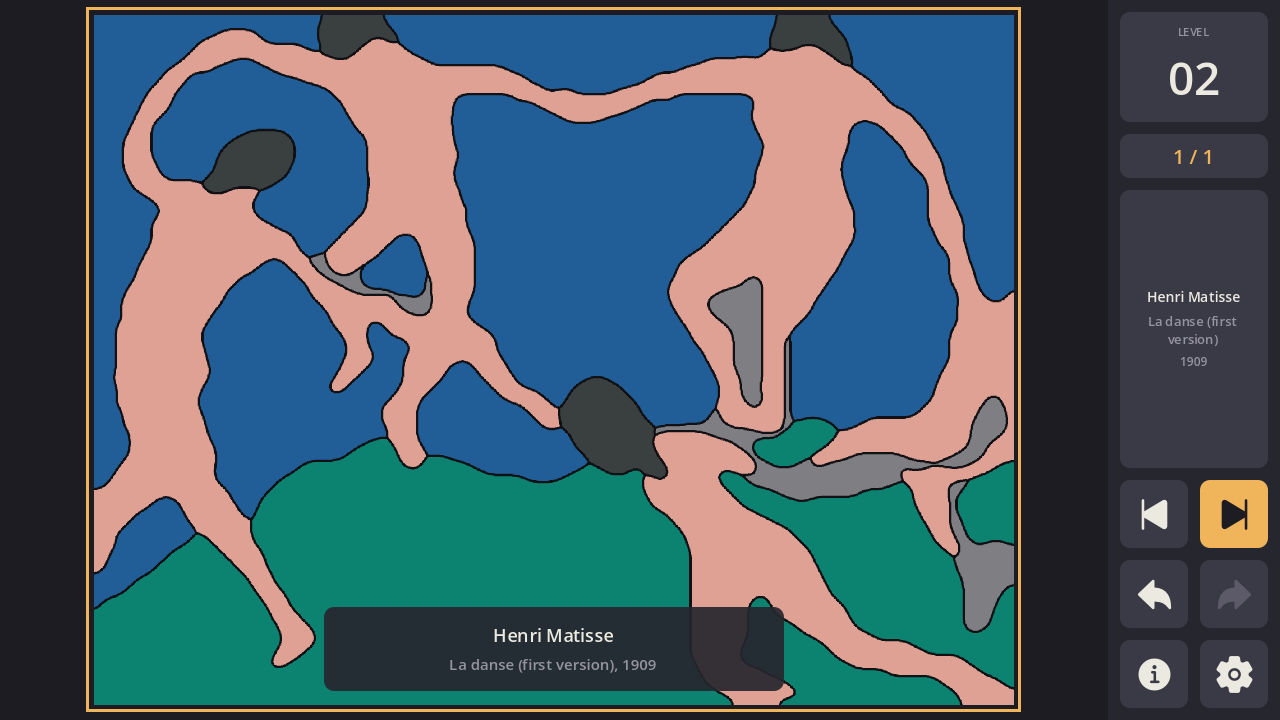 LEVEL
02
1 / 1
Henri Matisse
La danse (first
version)
1909
Henri Matisse
La danse (first version), 1909